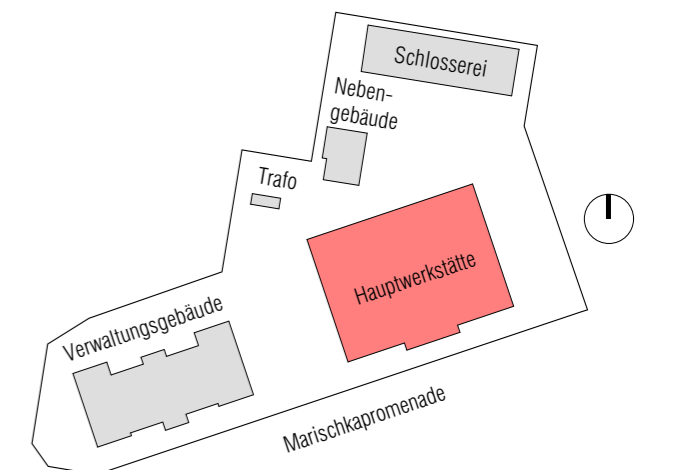 Schlosserei
Neben-
gebäude
Trafo
Hauptwerkstätte
Verwaltungsgebäude
Marischkapromenade